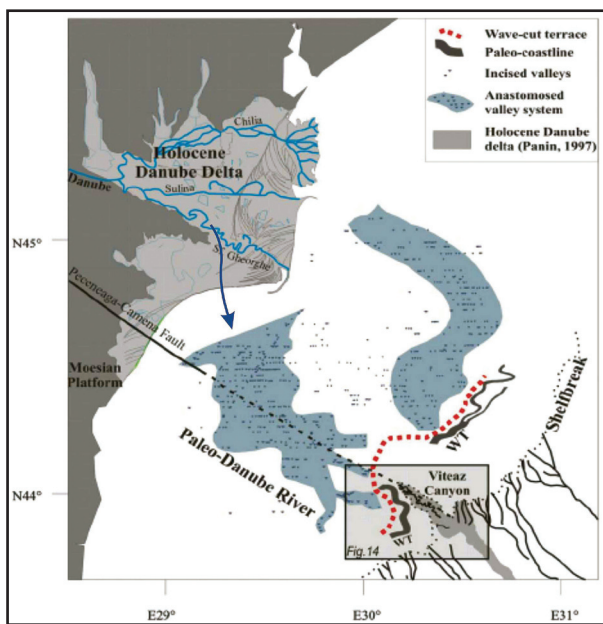 Wave-cut terrace
Paleo-coastline
Incised valleys
Anastomosed
valley system
Holocene Danube
delta (Panin, 1997)
Chilia
Holocene
Danube Delta
Danube
Sulina
St Gheorghe
N45°
Peceneaga-Camena Fault
Moesian
Platform
Paleo-Danube River
Shelfbreak
WT
Viteaz
Canyon
N44°
WT
Fig.14
E29°
E30°
E31°